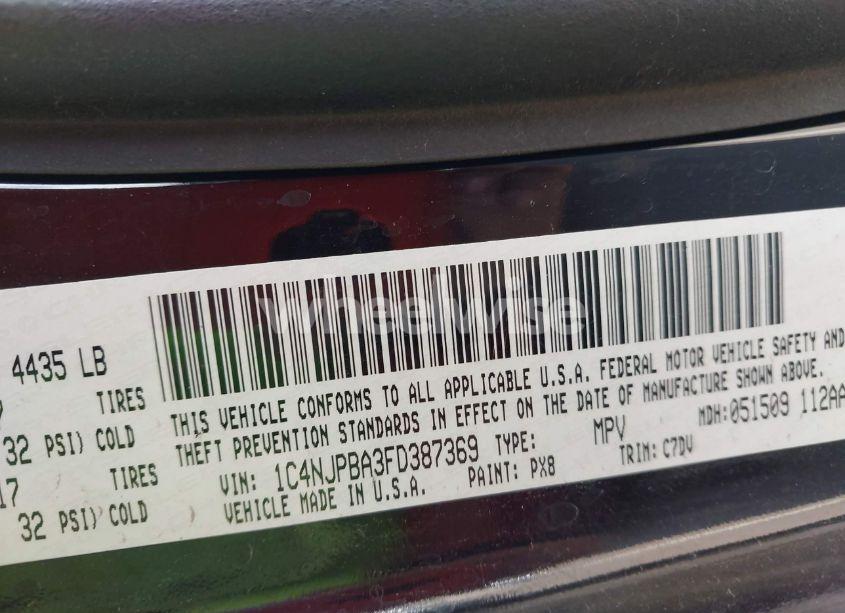 4435 LB
TIRES
32 PSI) COLD
17 TIRES
32 PSI) COLD
wheelwise
THIS VEHICLE CONFORMS TO ALL APPLICABLE U.S.A. FEDERAL MOTOR VEHICLE SAFETY AND
THEFT PREVENTION STANDARDS IN EFFECT ON THE DATE OF MANUFACTURE SHOWN ABOVE.
VIN: 1C4NJPBA3FD387369 TYPE: MPV MDH:051509 112AA
VEHICLE MADE IN U.S.A. PAINT: PX8 TRIM: C7DV